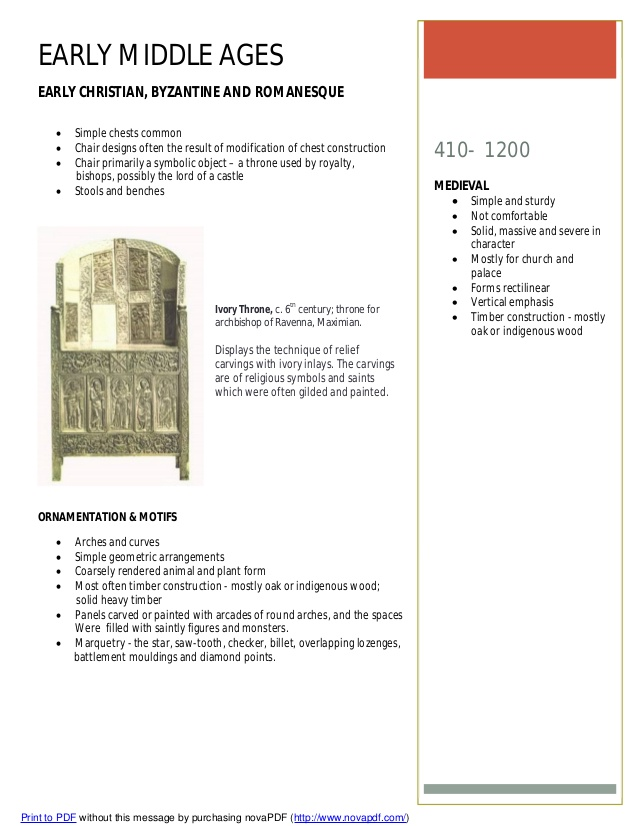 EARLY MIDDLE AGES
EARLY CHRISTIAN, BYZANTINE AND ROMANESQUE
• Simple chests common
• Chair designs often the result of modification of chest construction
• Chair primarily a symbolic object – a throne used by royalty,
bishops, possibly the lord of a castle
• Stools and benches
Ivory Throne, c. 6th century; throne for
archbishop of Ravenna, Maximian.
Displays the technique of relief
carvings with ivory inlays. The carvings
are of religious symbols and saints
which were often gilded and painted.
ORNAMENTATION & MOTIFS
• Arches and curves
• Simple geometric arrangements
• Coarsely rendered animal and plant form
• Most often timber construction - mostly oak or indigenous wood;
solid heavy timber
• Panels carved or painted with arcades of round arches, and the spaces
Were filled with saintly figures and monsters.
• Marquetry - the star, saw-tooth, checker, billet, overlapping lozenges,
battlement mouldings and diamond points.
410- 1200
MEDIEVAL
• Simple and sturdy
• Not comfortable
• Solid, massive and severe in
character
• Mostly for church and
palace
• Forms rectilinear
• Vertical emphasis
• Timber construction - mostly
oak or indigenous wood
Print to PDF without this message by purchasing novaPDF (http://www.novapdf.com/)